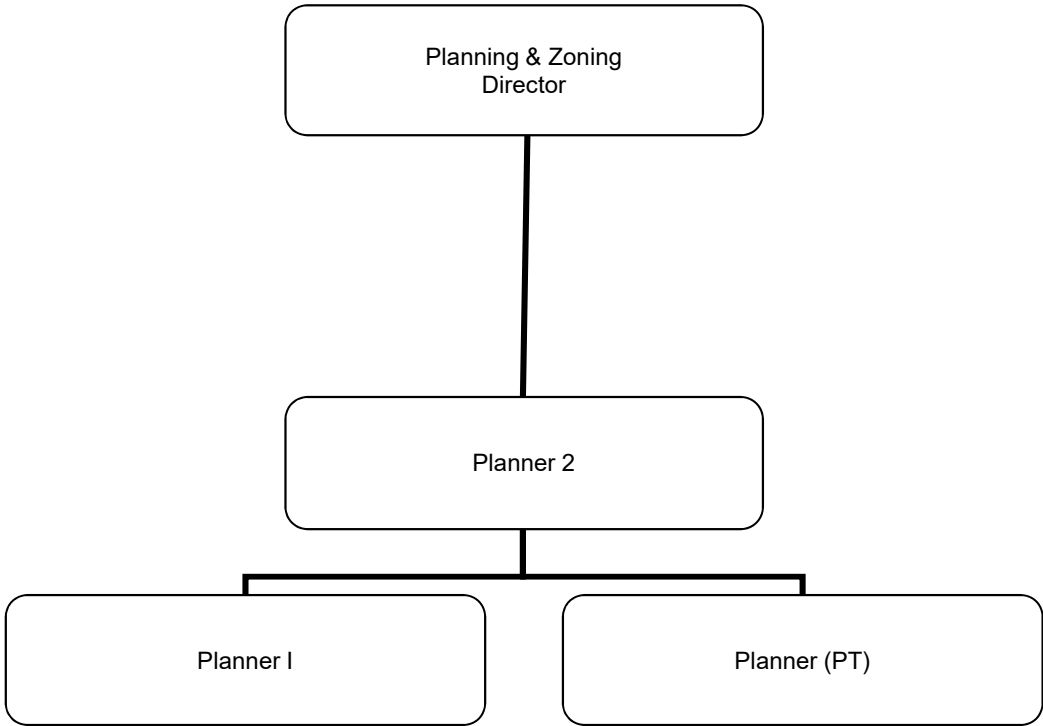 Planning & Zoning
Director
Planner 2
Planner I
Planner (PT)